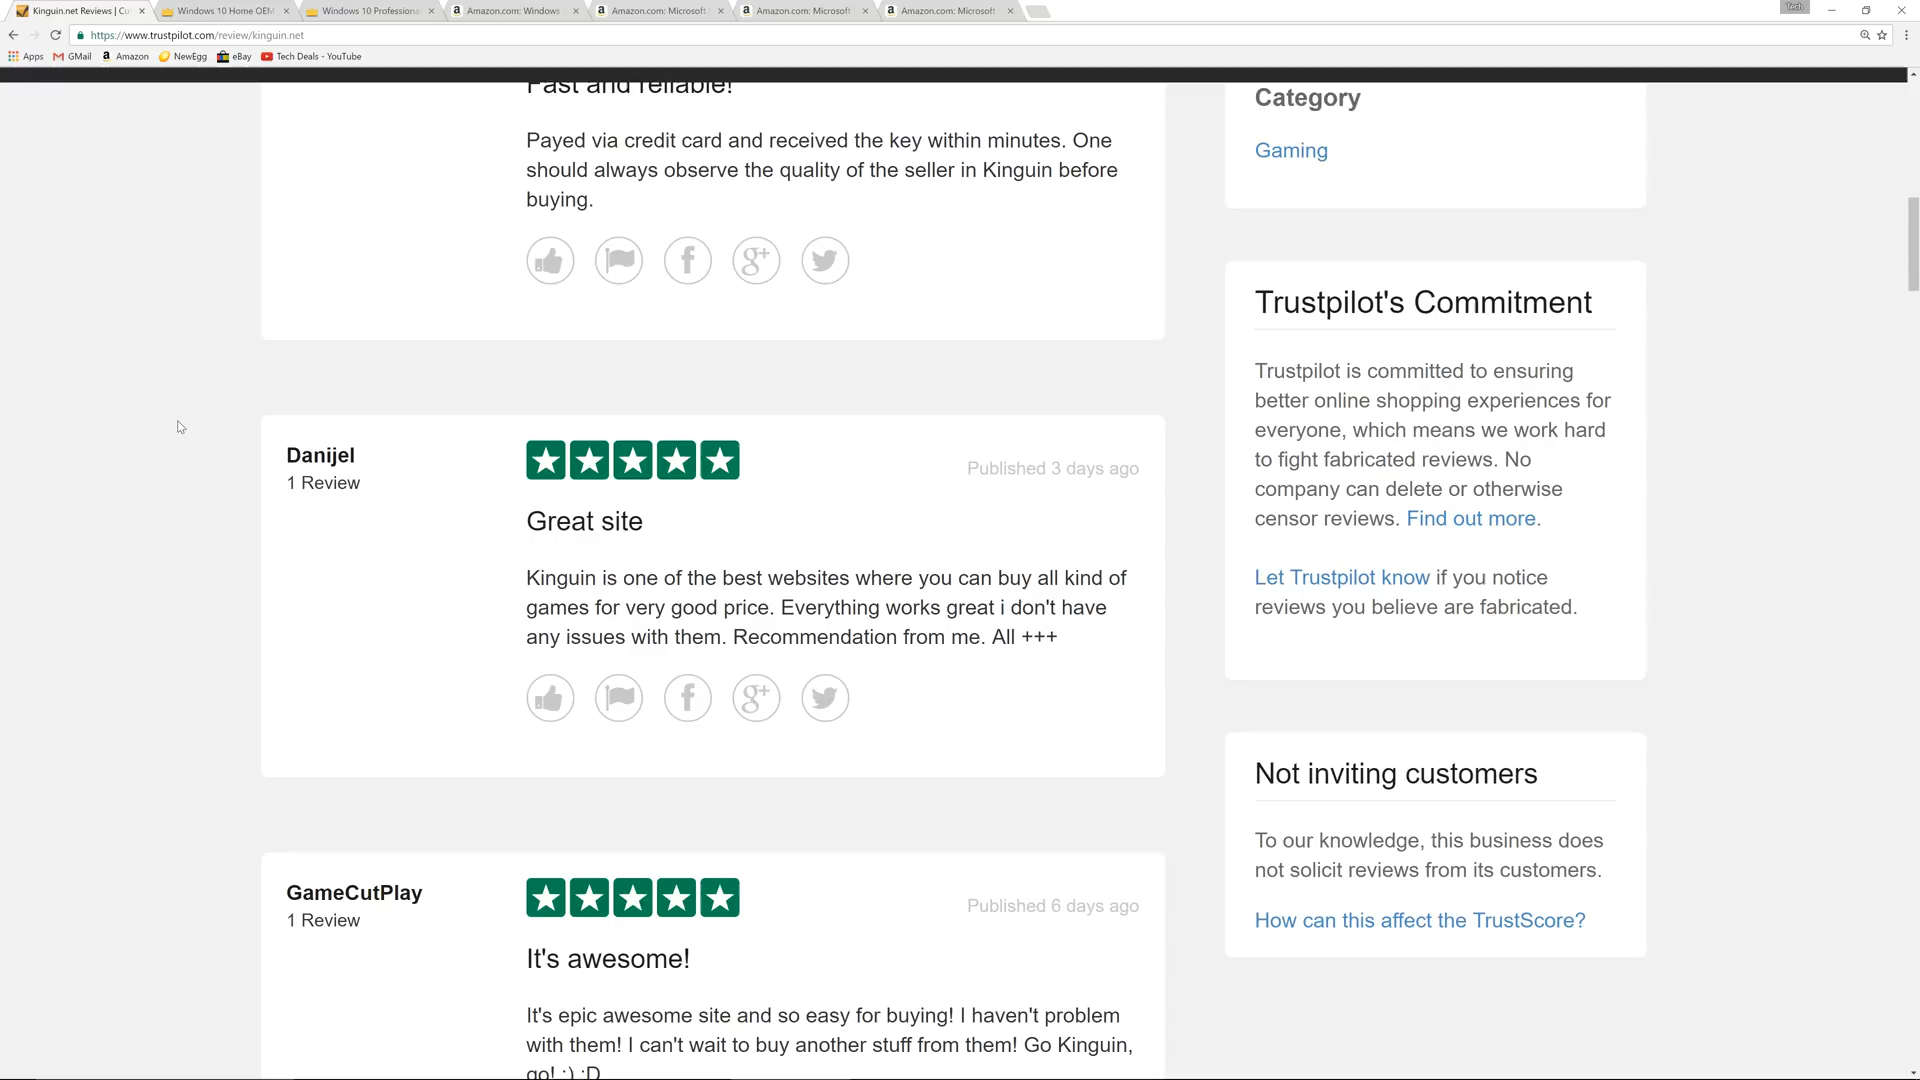 Kinguin.net Reviews | Cu
Windows 10 Home OEM
Windows 10 Professiona
Amazon.com: Windows
Amazon.com: Microsoft
Amazon.com: Microsoft
Amazon.com: Microsoft
Tech
https://www.trustpilot.com/review/kinguin.net
Apps
GMail
Amazon
NewEgg
eBay
Tech Deals - YouTube
Fast and reliable!
Payed via credit card and received the key within minutes. One
should always observe the quality of the seller in Kinguin before
buying.
Danijel
1 Review
Published 3 days ago
Great site
Kinguin is one of the best websites where you can buy all kind of
games for very good price. Everything works great i don't have
any issues with them. Recommendation from me. All +++
GameCutPlay
1 Review
Published 6 days ago
It's awesome!
It's epic awesome site and so easy for buying! I haven't problem
with them! I can't wait to buy another stuff from them! Go Kinguin,
go! :) :D
Category
Gaming
Trustpilot's Commitment
Trustpilot is committed to ensuring
better online shopping experiences for
everyone, which means we work hard
to fight fabricated reviews. No
company can delete or otherwise
censor reviews. Find out more.
Let Trustpilot know if you notice
reviews you believe are fabricated.
Not inviting customers
To our knowledge, this business does
not solicit reviews from its customers.
How can this affect the TrustScore?